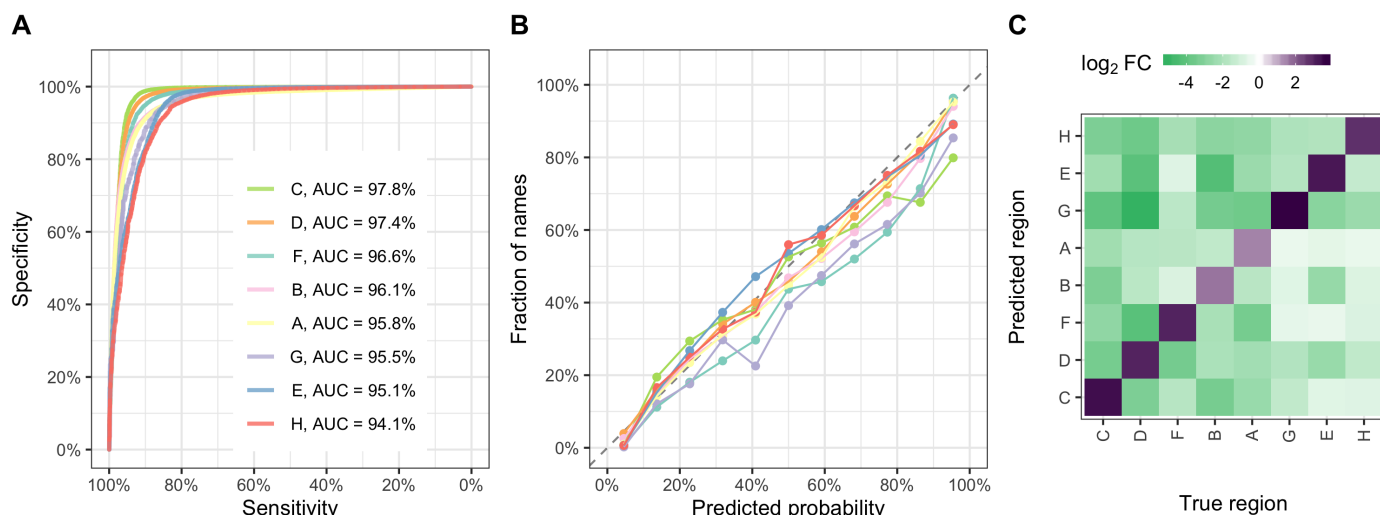 A
Specificity
100%
80%
60%
40%
20%
0%
C, AUC = 97.8%
D, AUC = 97.4%
F, AUC = 96.6%
B, AUC = 96.1%
A, AUC = 95.8%
G, AUC = 95.5%
E, AUC = 95.1%
H, AUC = 94.1%
100% 80% 60% 40% 20% 0%
Sensitivity
B
Fraction of names
100%
80%
60%
40%
20%
0%
0% 20% 40% 60% 80% 100%
Predicted probability
C
log₂ FC
-4 -2 0 2
Predicted region
H
E
G
A
B
F
D
C
C D F B A G E H
True region